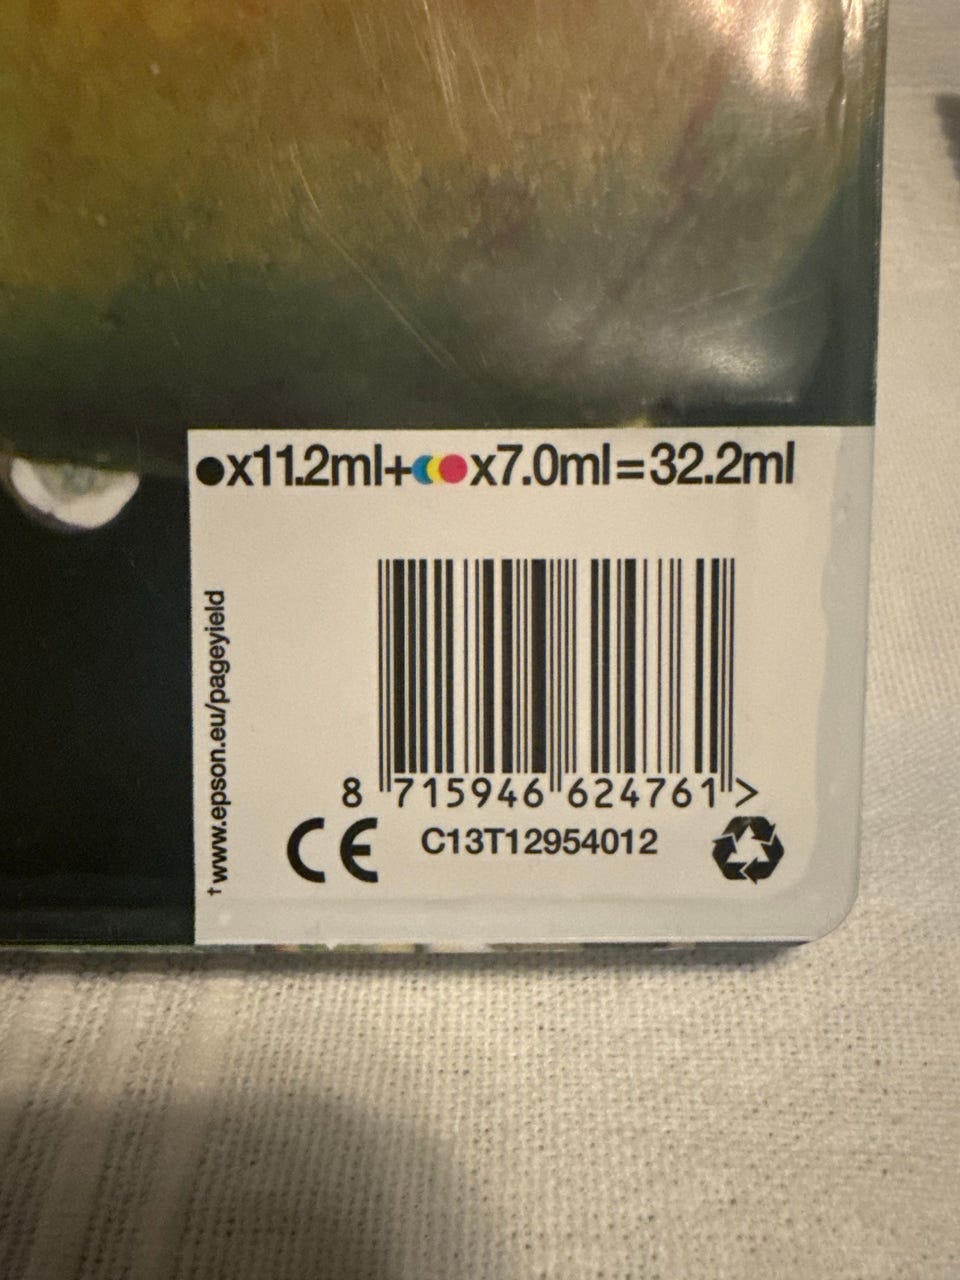 x11.2ml+x7.0ml=32.2ml
†www.epson.eu/pageyield
8 715946 624761 >
CE C13T12954012